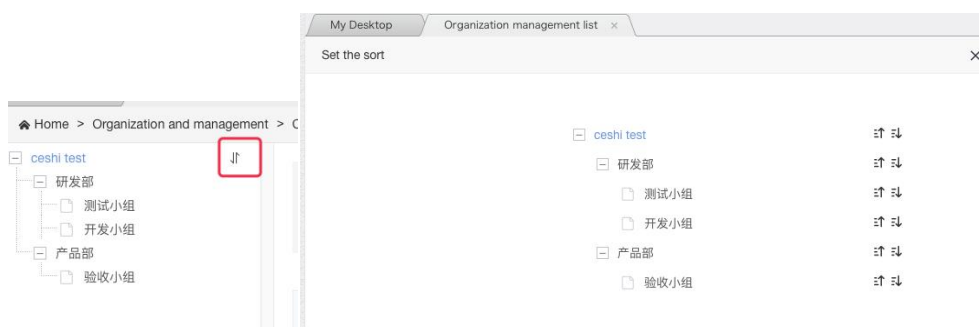 My Desktop
Organization management list ×
Set the sort
Home > Organization and management >
ceshi test
研发部
测试小组
开发小组
产品部
验收小组
ceshi test
研发部
测试小组
开发小组
产品部
验收小组